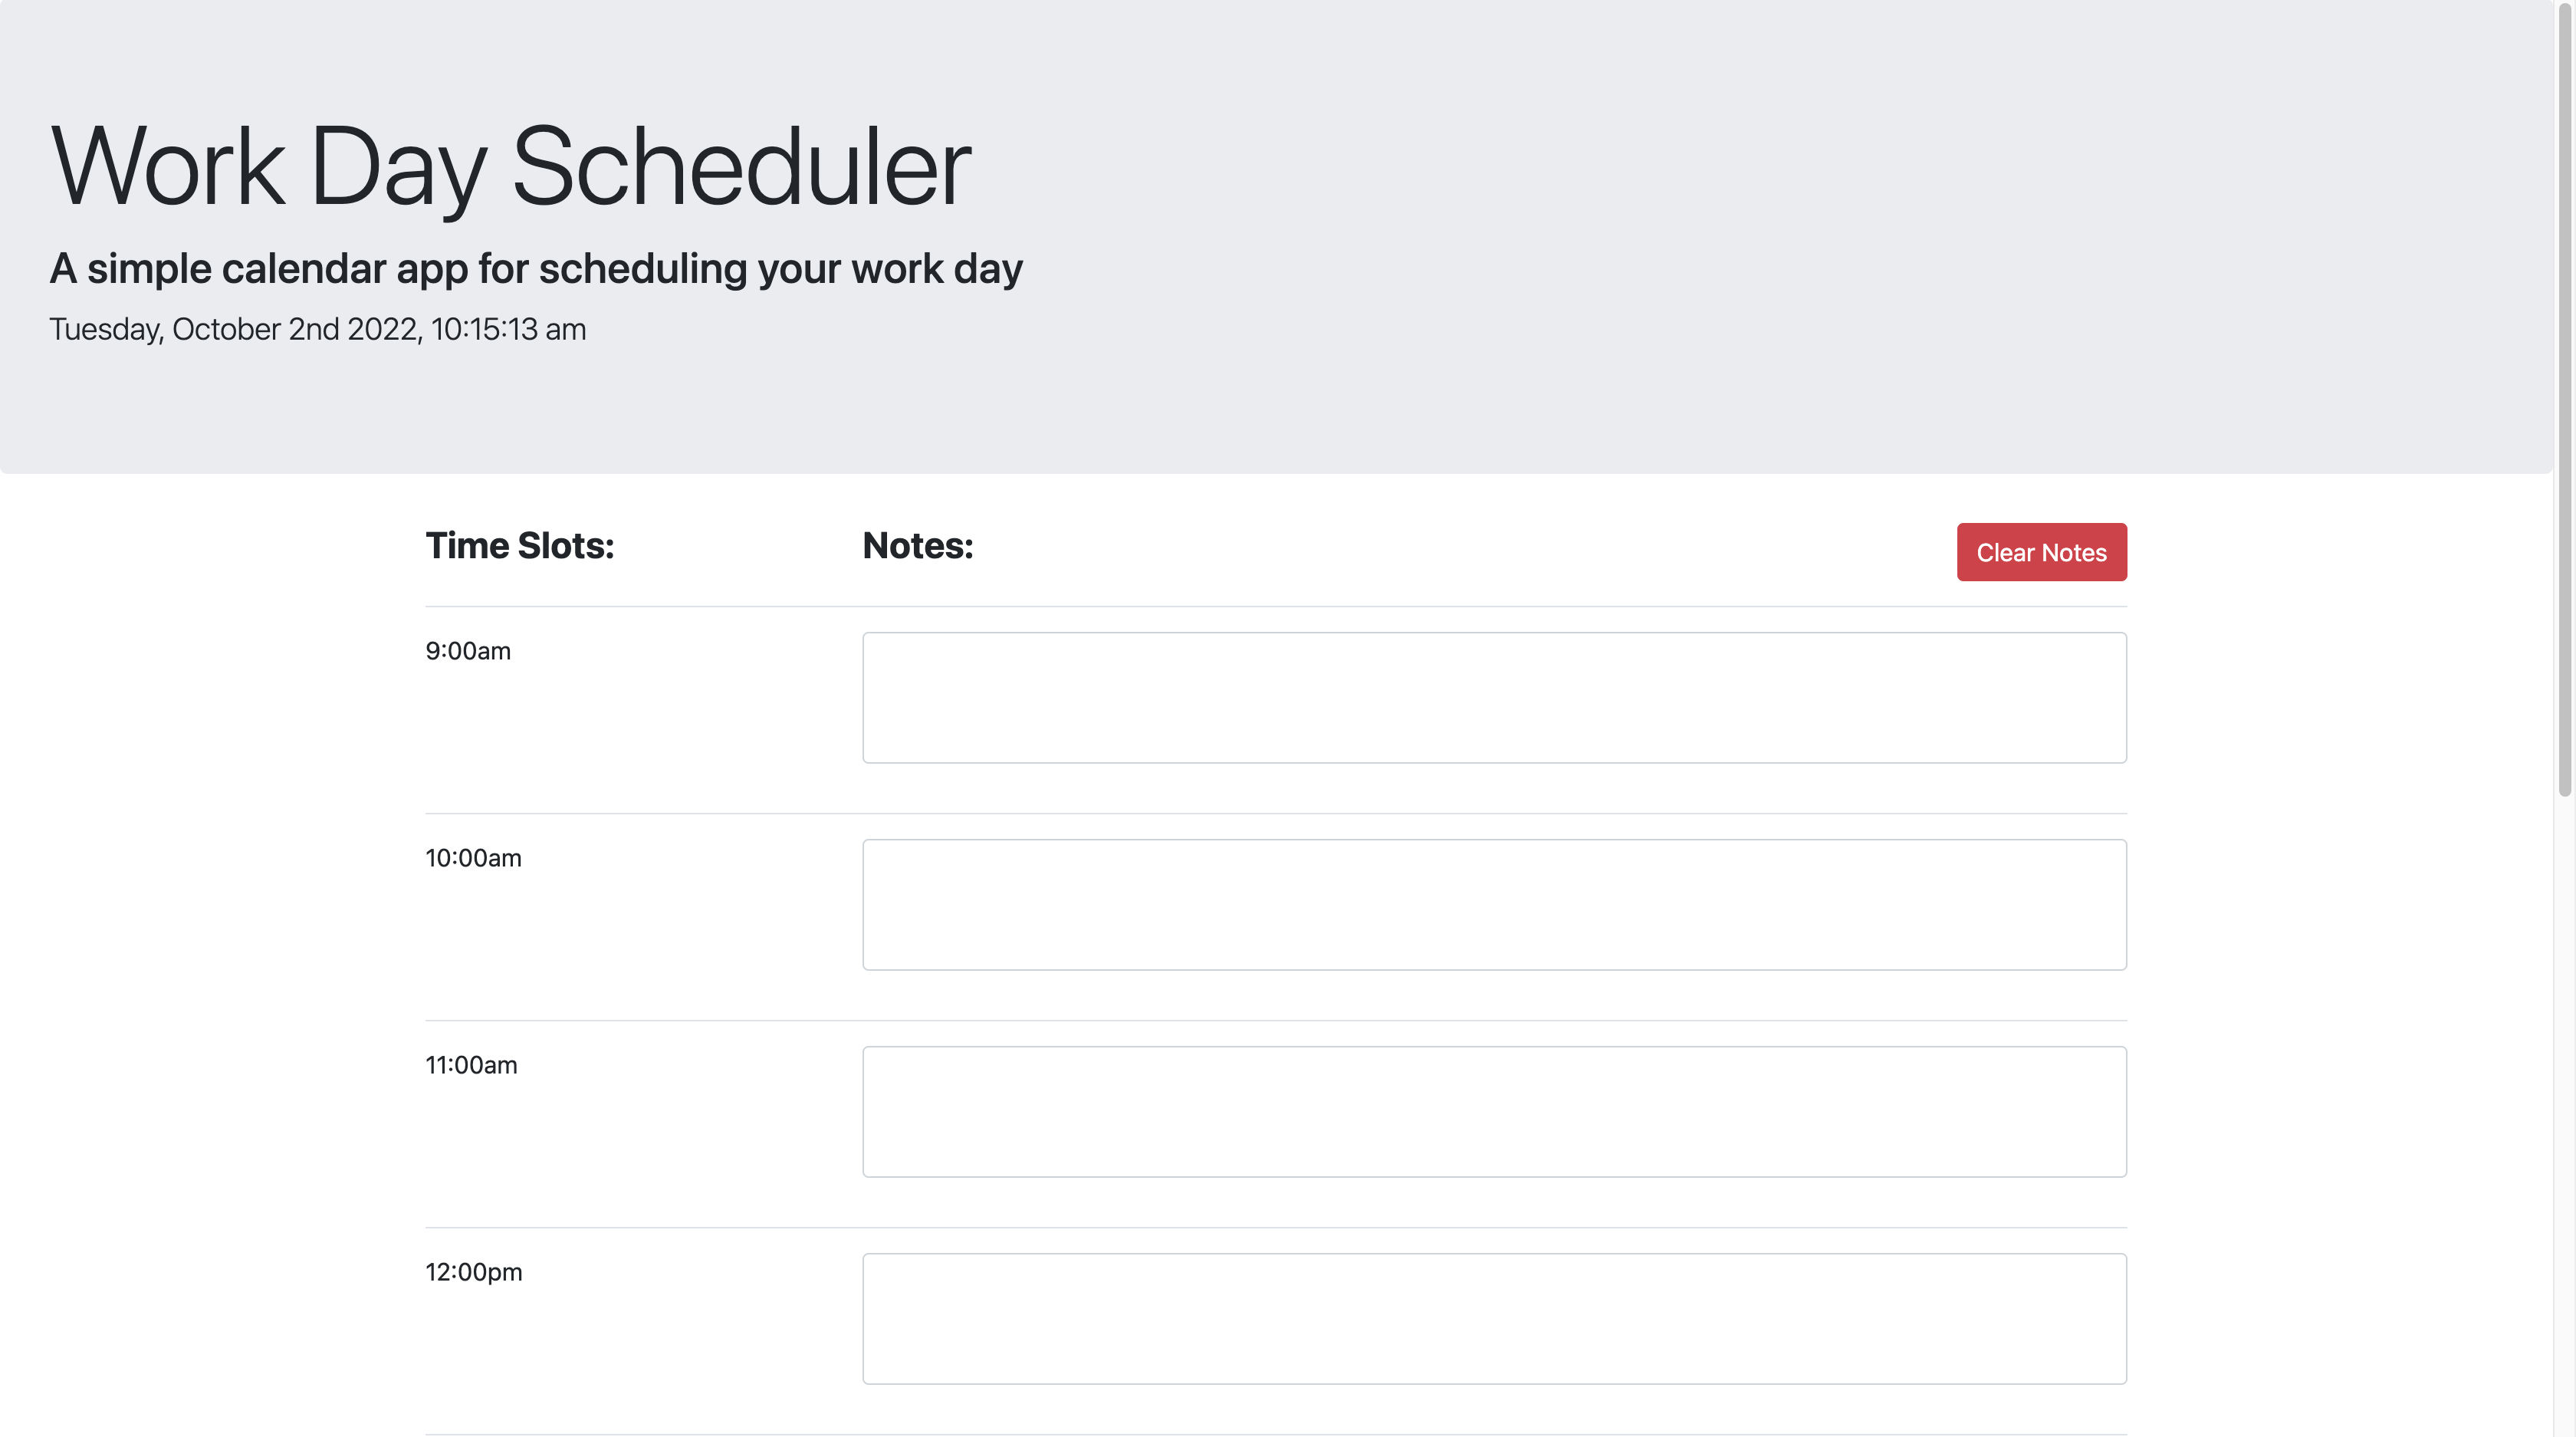 Work Day Scheduler
A simple calendar app for scheduling your work day
Tuesday, October 2nd 2022, 10:15:13 am
Time Slots: Notes: Clear Notes
9:00am
10:00am
11:00am
12:00pm